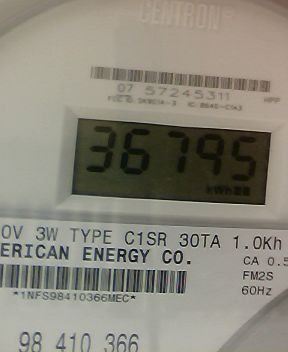 CENTRON®
07 57245311
36795
kWh
0V 3W TYPE C1SR 30TA 1.0Kh
ERICAN ENERGY CO.
CA 0.5
*1NFS98410366MEC*
FM2S
60Hz
98 410 366